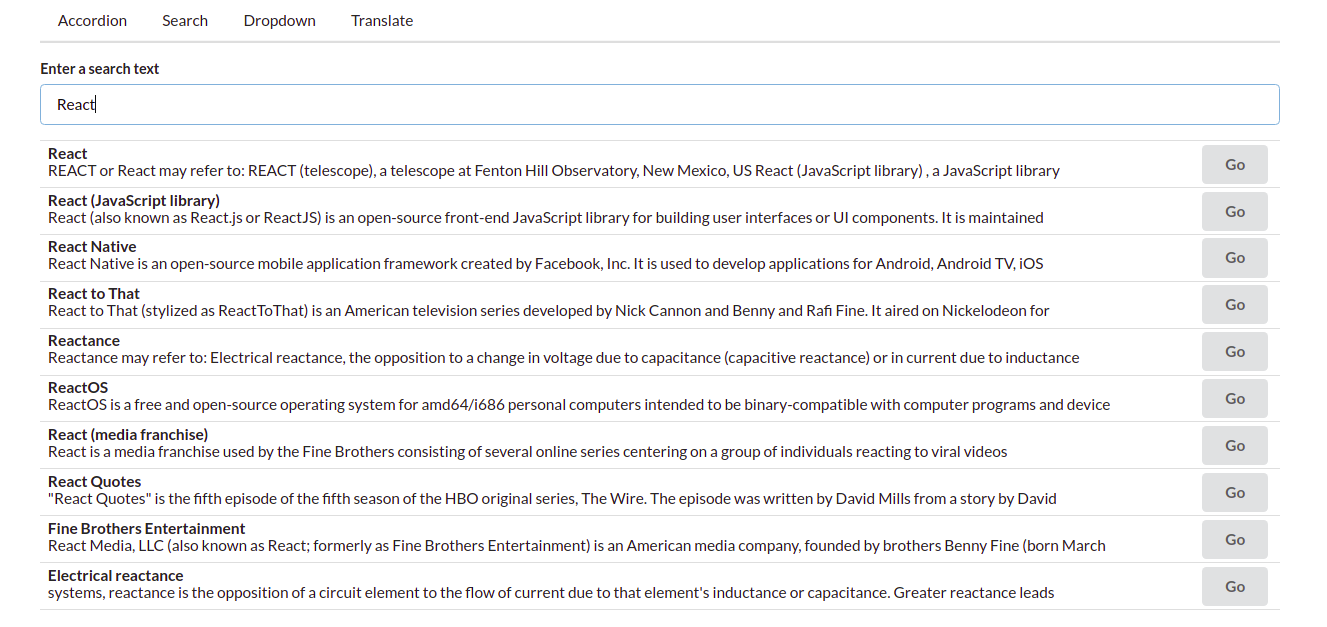 Accordion Search Dropdown Translate
Enter a search text
React
React
REACT or React may refer to: REACT (telescope), a telescope at Fenton Hill Observatory, New Mexico, US React (JavaScript library) , a JavaScript library
Go
React (JavaScript library)
React (also known as React.js or ReactJS) is an open-source front-end JavaScript library for building user interfaces or UI components. It is maintained
Go
React Native
React Native is an open-source mobile application framework created by Facebook, Inc. It is used to develop applications for Android, Android TV, iOS
Go
React to That
React to That (stylized as ReactToThat) is an American television series developed by Nick Cannon and Benny and Rafi Fine. It aired on Nickelodeon for
Go
Reactance
Reactance may refer to: Electrical reactance, the opposition to a change in voltage due to capacitance (capacitive reactance) or in current due to inductance
Go
ReactOS
ReactOS is a free and open-source operating system for amd64/i686 personal computers intended to be binary-compatible with computer programs and device
Go
React (media franchise)
React is a media franchise used by the Fine Brothers consisting of several online series centering on a group of individuals reacting to viral videos
Go
React Quotes
"React Quotes" is the fifth episode of the fifth season of the HBO original series, The Wire. The episode was written by David Mills from a story by David
Go
Fine Brothers Entertainment
React Media, LLC (also known as React; formerly as Fine Brothers Entertainment) is an American media company, founded by brothers Benny Fine (born March
Go
Electrical reactance
systems, reactance is the opposition of a circuit element to the flow of current due to that element's inductance or capacitance. Greater reactance leads
Go